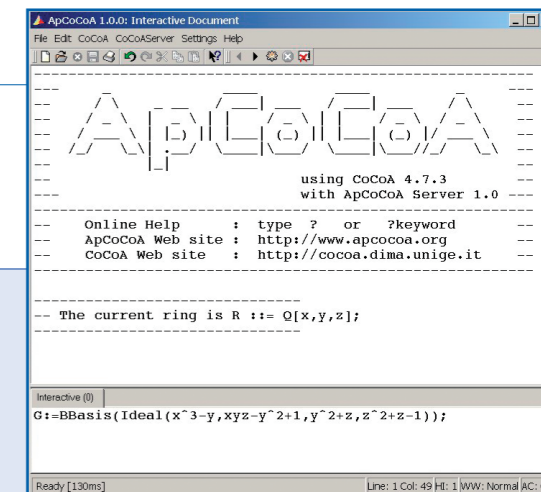 ApCoCoA 1.0.0: Interactive Document
File Edit CoCoA CoCoAServer Settings Help
ApCoCoA
-- using CoCoA 4.7.3 --
--- with ApCoCoA Server 1.0 ---
-- Online Help : type ? or ?keyword --
-- ApCoCoA Web site : http://www.apcocoa.org --
-- CoCoA Web site : http://cocoa.dima.unige.it --
-------------------------------
-- The current ring is R ::= Q[x,y,z];
-------------------------------
Interactive (0)
G:=BBasis(Ideal(x^3-y,xyz-y^2+1,y^2+z,z^2+z-1));
Ready [130ms] Line: 1 Col: 49 HI: 1 WW: Normal AC: